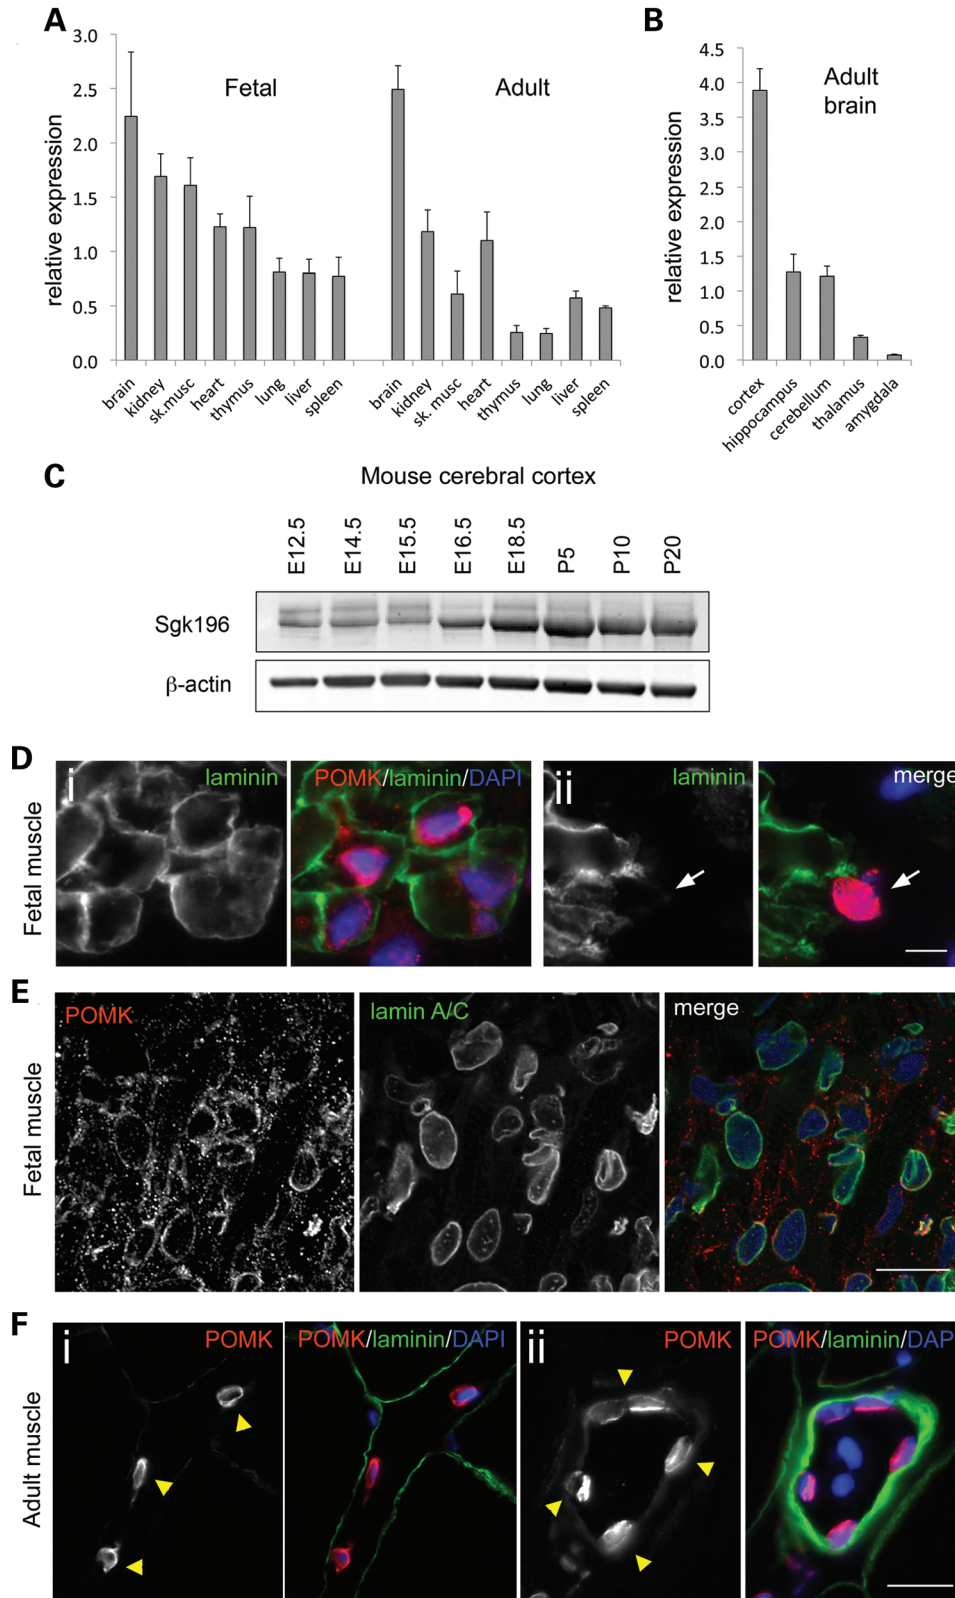 A
3.0
2.5
2.0
1.5
1.0
0.5
0.0
relative expression
Fetal
Adult
brain
kidney
sk.musc
heart
thymus
lung
liver
spleen
brain
kidney
sk. musc
heart
thymus
lung
liver
spleen
B
4.5
4.0
3.5
3.0
2.5
2.0
1.5
1.0
0.5
0.0
relative expression
Adult
brain
cortex
hippocampus
cerebellum
thalamus
amygdala
C
Mouse cerebral cortex
E12.5
E14.5
E15.5
E16.5
E18.5
P5
P10
P20
Sgk196
β-actin
D
Fetal muscle
i
laminin
POMK/laminin/DAPI
ii
laminin
merge
E
Fetal muscle
POMK
lamin A/C
merge
F
Adult muscle
i
POMK
POMK/laminin/DAPI
ii
POMK
POMK/laminin/DAP